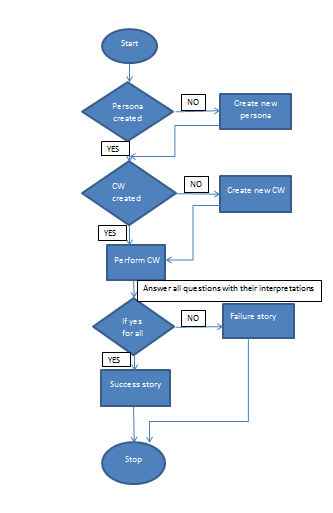 Start
Persona
created
NO
Create new
persona
YES
CW
created
NO
Create new CW
YES
Perform CW
Answer all questions with their interpretations
If yes
for all
NO
Failure story
YES
Success story
Stop